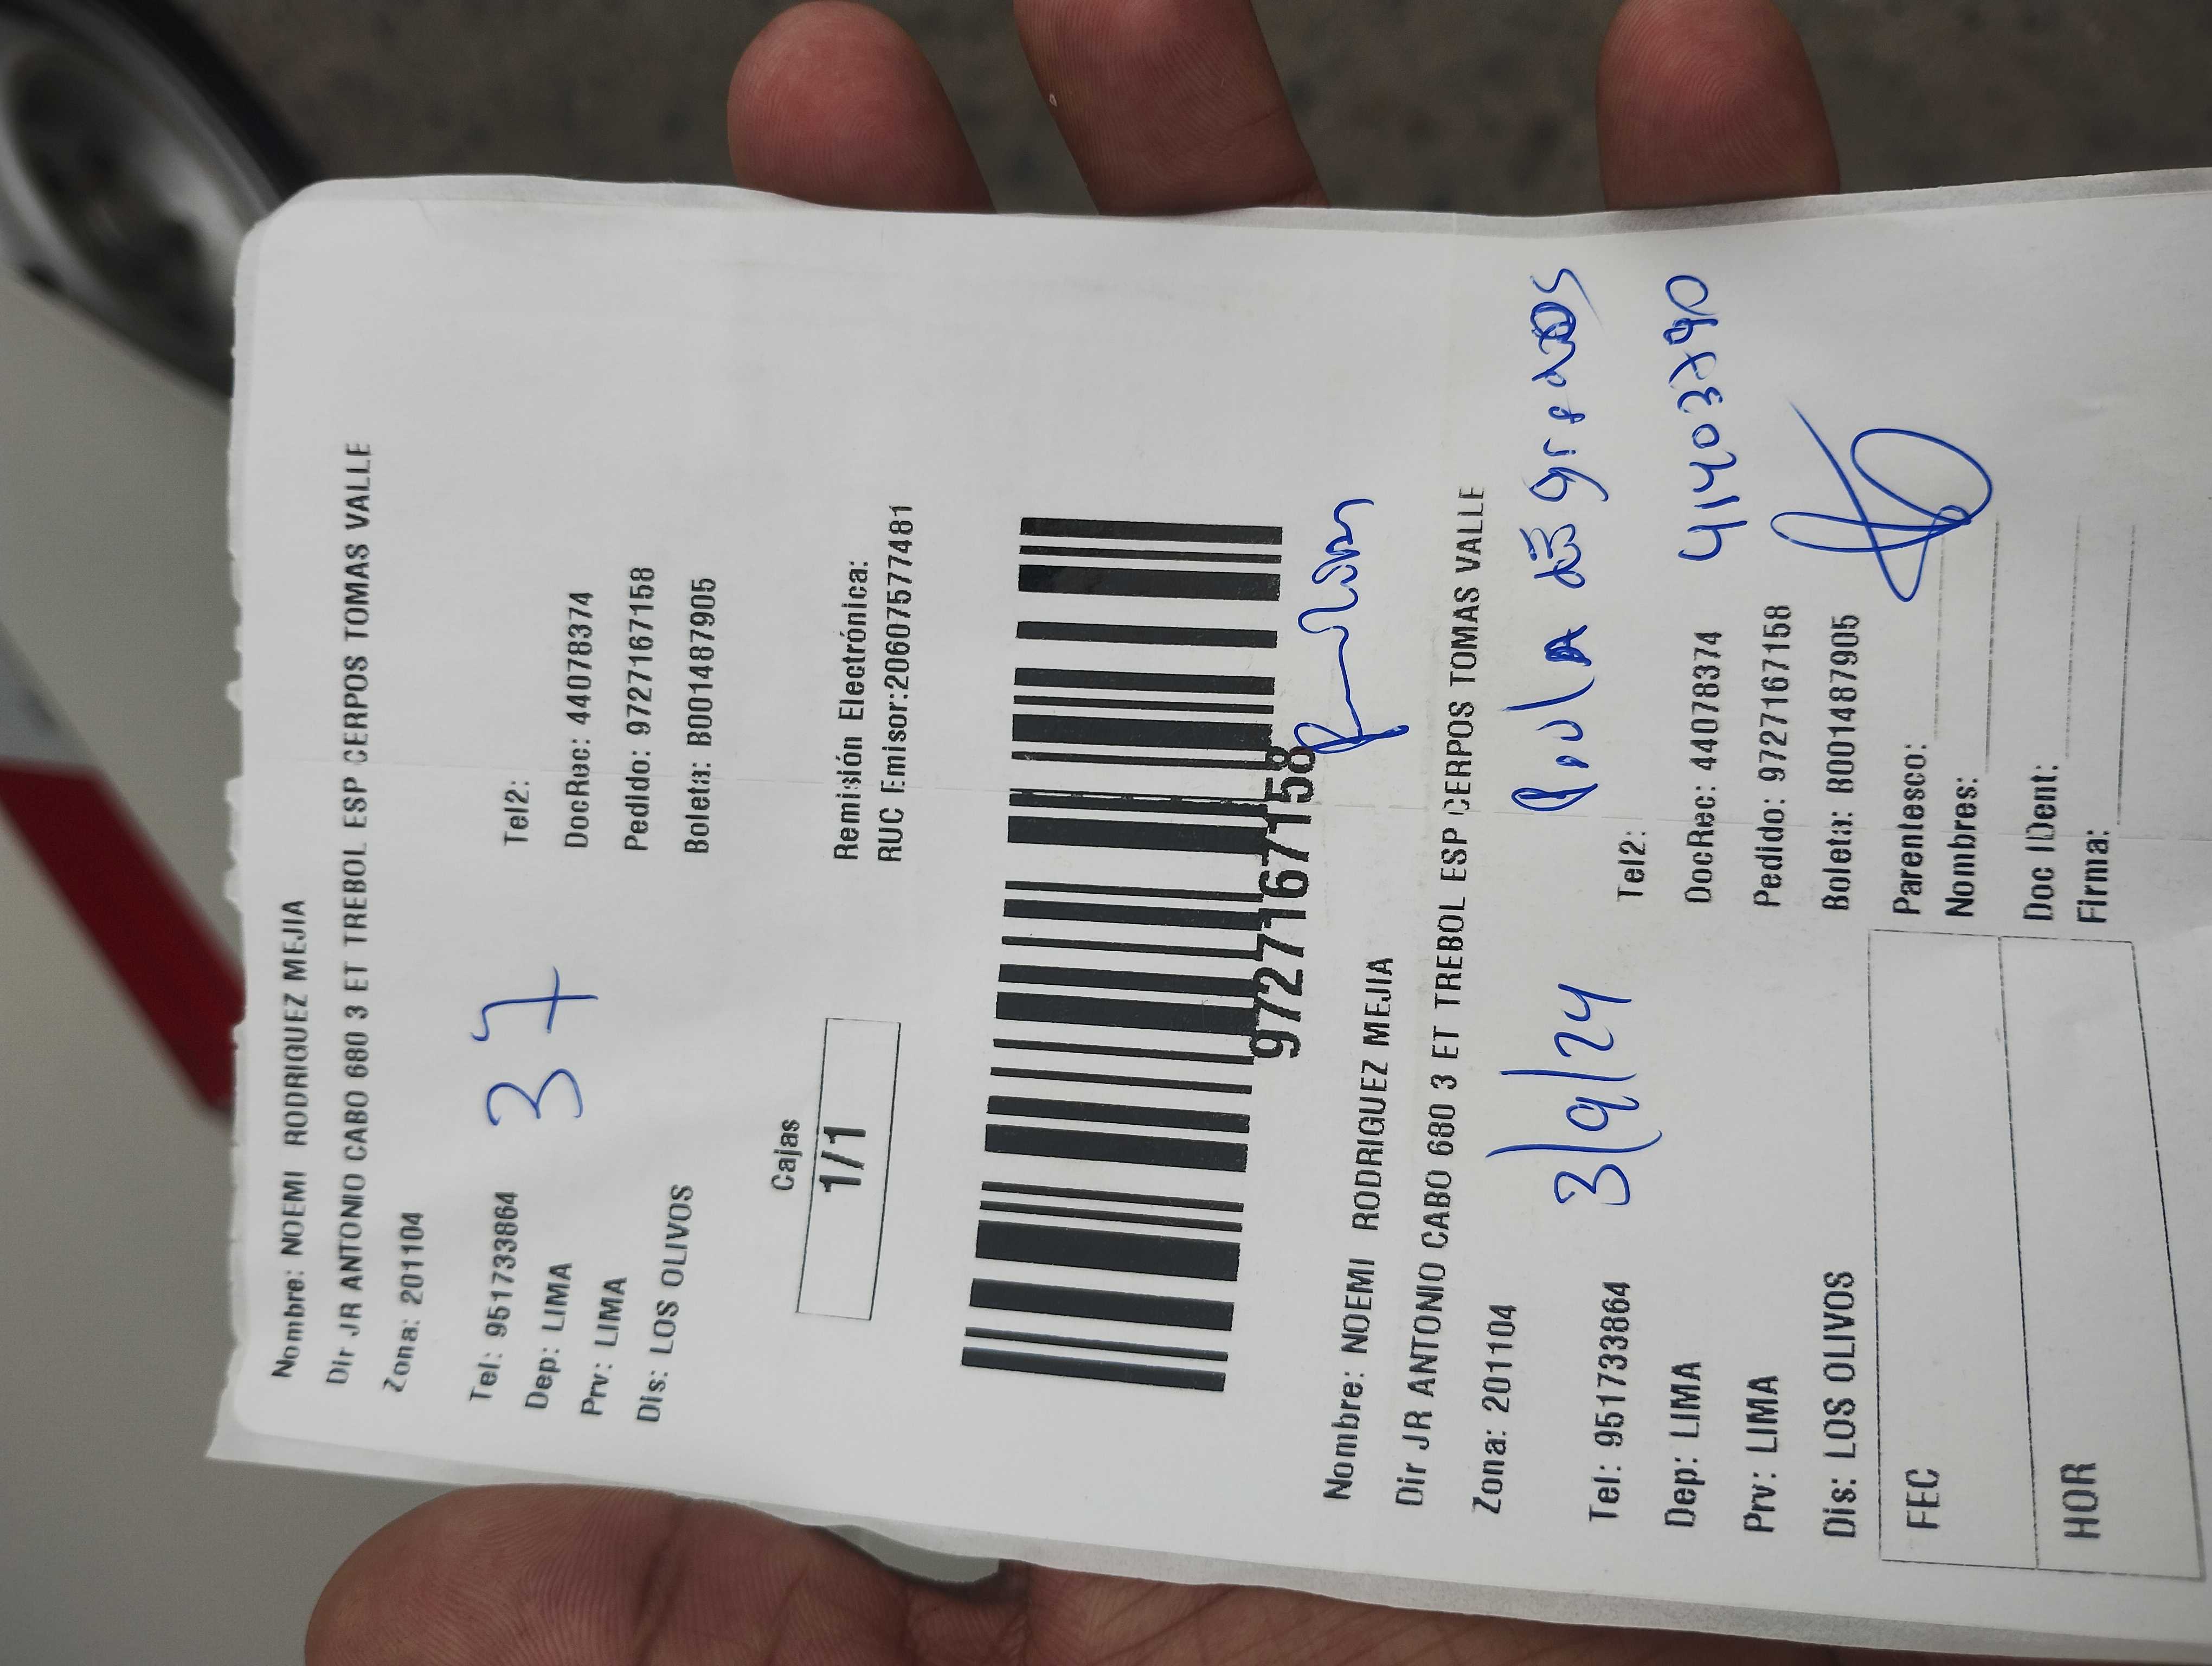 Nombre: NOEMI RODRIGUEZ MEJIA
Dir JR ANTONIO CABO 680 3 ET TREBOL ESP CERPOS TOMAS VALLE
Zona: 201104
Tel: 951733864 37 Tel2:
Dep: LIMA DocRec: 44078374
Prv: LIMA Pedido: 9727167158
Dis: LOS OLIVOS Boleta: B001487905
Cajas
1/1
Remisión Electrónica:
RUC Emisor:20607577481
9727167158
Nombre: NOEMI RODRIGUEZ MEJIA
Dir JR ANTONIO CABO 680 3 ET TREBOL ESP CERPOS TOMAS VALLE
Zona: 201104
3/9/24
Tel: 951733864 Tel2:
Dep: LIMA DocRec: 44078374
Prv: LIMA Pedido: 9727167158
Dis: LOS OLIVOS Boleta: B001487905
FEC Parentesco:
Nombres:
HOR Doc IDent:
Firma: